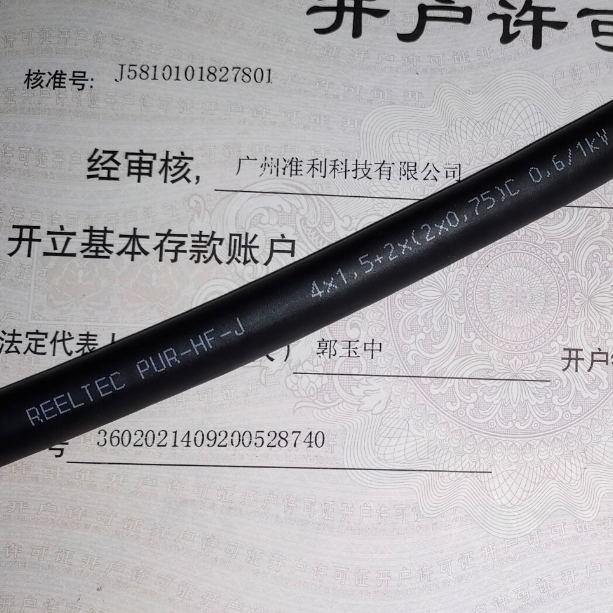 开户许可
核准号: J5810101827801
经审核, 广州准利科技有限公司
开立基本存款账户
法定代表人 ) 郭玉中 开户
号 3602021409200528740
REELTEC PUR-HF-J 4x1,5+2x(2x0,75)C 0,6/1kV